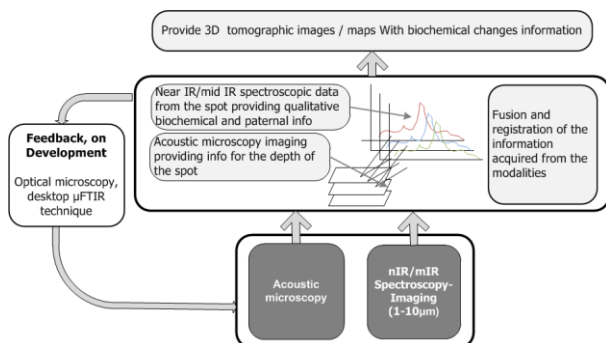 Provide 3D tomographic images / maps With biochemical changes information
Near IR/mid IR spectroscopic data
from the spot providing qualitative
biochemical and paternal info
Acoustic microscopy imaging
providing info for the depth of
the spot
Fusion and
registration of the
information
acquired from the
modalities
Feedback, on
Development
Optical microscopy,
desktop µFTIR
technique
Acoustic
microscopy
nIR/mIR
Spectroscopy-
Imaging
(1-10µm)